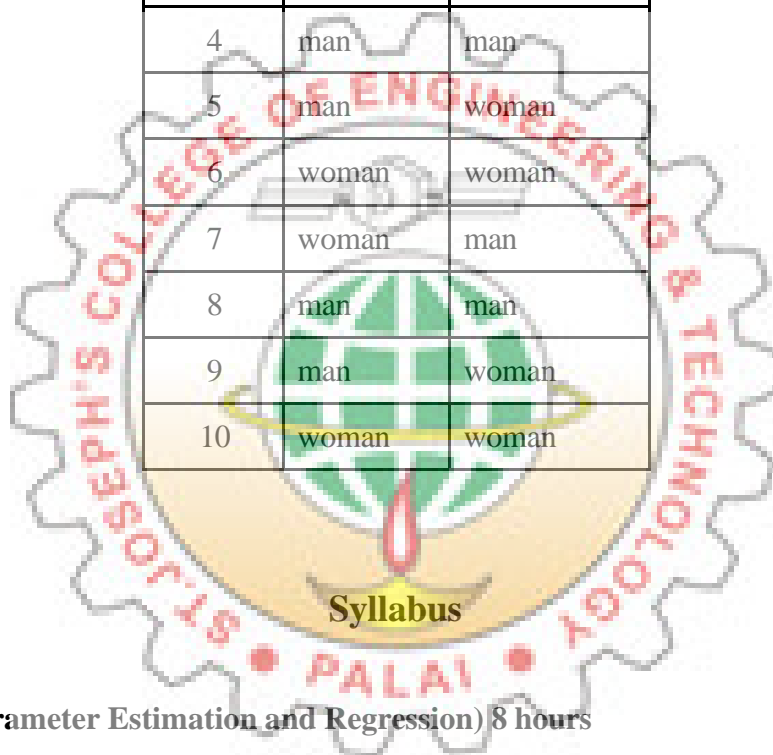 4 man man
5 man woman
6 woman woman
7 woman man
8 man man
9 man woman
10 woman woman
ST.JOSEPH'S COLLEGE OF ENGINEERING & TECHNOLOGY
• PALAI •
Syllabus
rameter Estimation and Regression) 8 hours